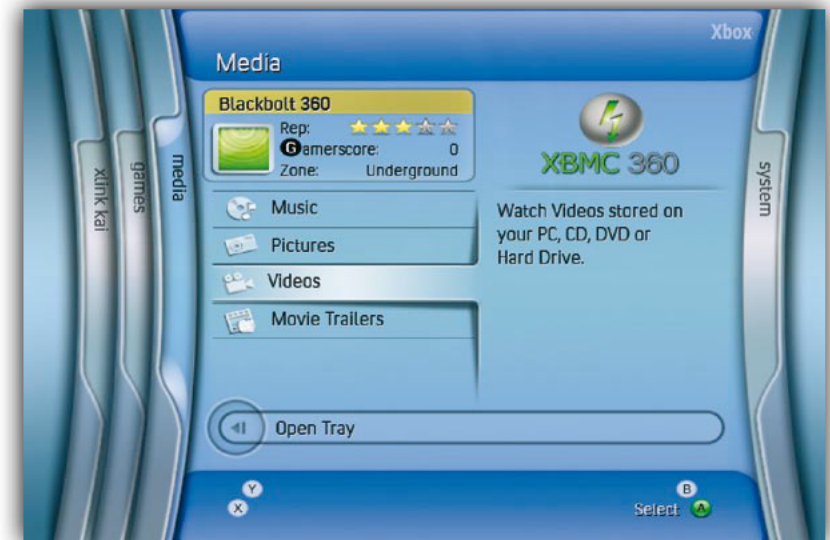 Xbox
Media
Blackbolt 360
Rep:
Gamerscore: 0
Zone: Underground
XBMC 360
Music
Pictures
Videos
Movie Trailers
Watch Videos stored on
your PC, CD, DVD or
Hard Drive.
xlink kai
games
media
system
Open Tray
Y
X
B
Select A